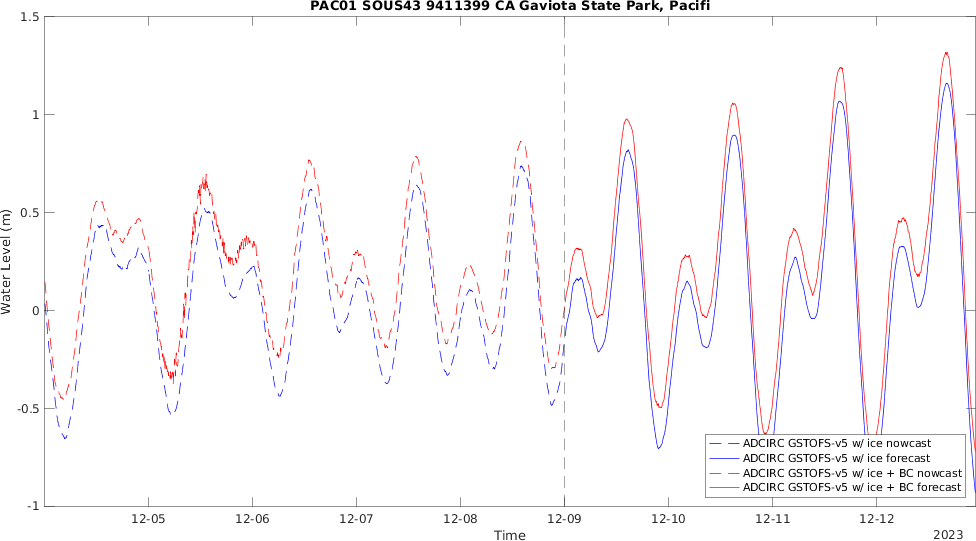 PAC01 SOUS43 9411399 CA Gaviota State Park, Pacifi
1.5
1
0.5
0
-0.5
-1
Water Level (m)
12-05
12-06
12-07
12-08
12-09
12-10
12-11
12-12
Time
2023
ADCIRC GSTOFS-v5 w/ ice nowcast
ADCIRC GSTOFS-v5 w/ ice forecast
ADCIRC GSTOFS-v5 w/ ice + BC nowcast
ADCIRC GSTOFS-v5 w/ ice + BC forecast